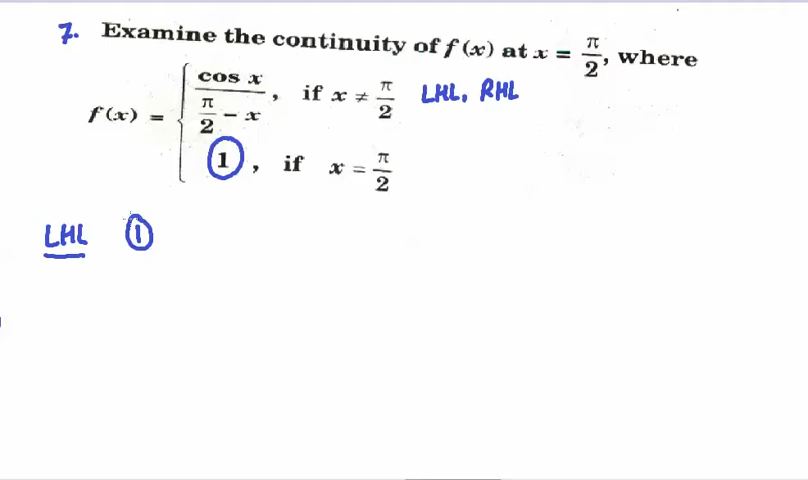 7. Examine the continuity of f (x) at x = π/2, where
f (x) = { cos x / (π/2 − x), if x ≠ π/2 LHL, RHL
1, if x = π/2
LHL ①